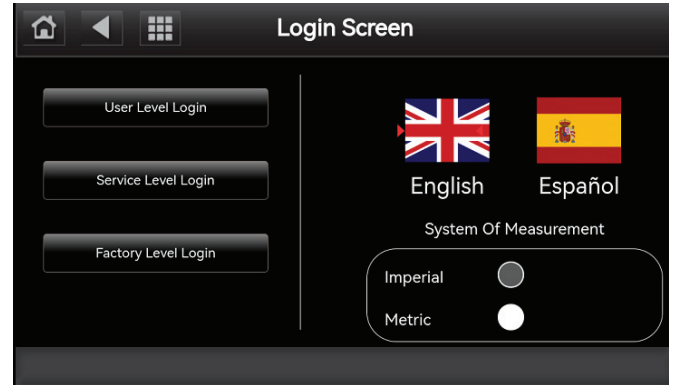 Login Screen
User Level Login
Service Level Login
Factory Level Login
English
Español
System Of Measurement
Imperial
Metric